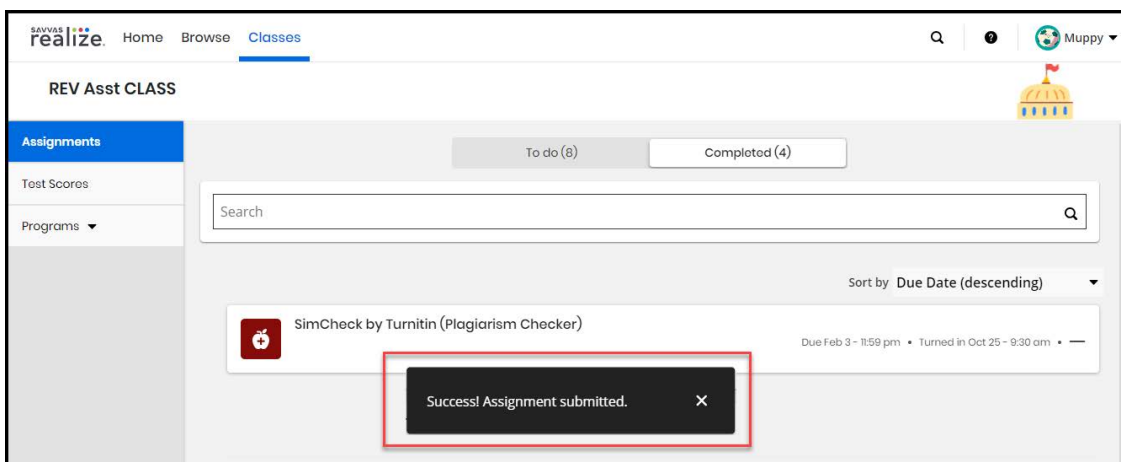 SAVVAS
realize. Home Browse Classes
Muppy
REV Asst CLASS
Assignments
To do (8)
Completed (4)
Test Scores
Search
Programs
Sort by Due Date (descending)
SimCheck by Turnitin (Plagiarism Checker)
Due Feb 3 - 11:59 pm • Turned in Oct 25 - 9:30 am • —
Success! Assignment submitted.